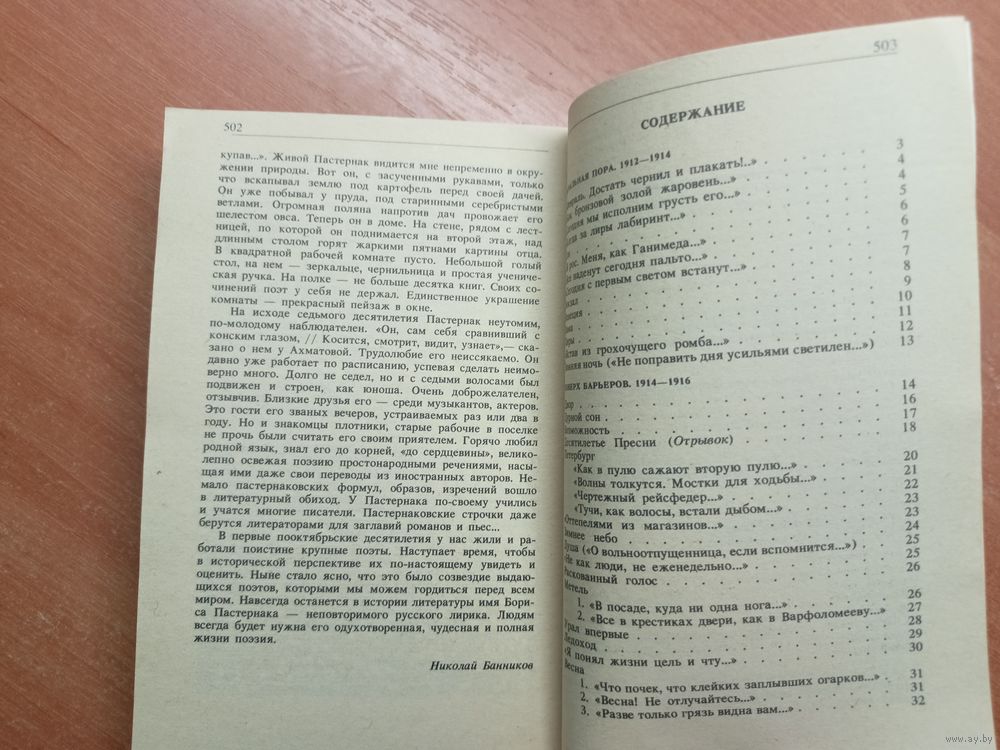 502
купав...». Живой Пастернак видится мне непременно в окру-
жении природы. Вот он, с засученными рукавами, только
что вскапывал землю под картофель перед своей дачей.
Он уже побывал у пруда, под старинными серебристыми
ветлами. Огромная поляна напротив дач провожает его
шелестом овса. Теперь он в доме. На стене, рядом с лест-
ницей, по которой он поднимается на второй этаж, над
длинным столом горят жаркими пятнами картины отца.
В квадратной рабочей комнате пусто. Небольшой голый
стол, на нем — зеркальце, чернильница и простая учениче-
ская ручка. На полке — не больше десятка книг. Своих со-
чинений поэт у себя не держал. Единственное украшение
комнаты — прекрасный пейзаж в окне.
На исходе седьмого десятилетия Пастернак неутомим,
по-молодому наблюдателен. «Он, сам себя сравнивший с
конским глазом, // Косится, смотрит, видит, узнает»,— ска-
зано о нем у Ахматовой. Трудолюбие его неиссякаемо. Он
давно уже работает по расписанию, успевая сделать неимо-
верно много. Долго не седел, но и с седыми волосами был
подвижен и строен, как юноша. Очень доброжелателен,
отзывчив. Близкие друзья его — среди музыкантов, актеров.
Это гости его званых вечеров, устраиваемых раз или два в
году. Но и знакомцы плотники, старые рабочие в поселке
не прочь были считать его своим приятелем. Горячо любил
родной язык, знал его до корней, «до сердцевины», велико-
лепно освежая поэзию простонародными речениями, насы-
щая ими даже свои переводы из иностранных авторов. Не-
мало пастернаковских формул, образов, изречений вошло
в литературный обиход. У Пастернака по-своему учились
и учатся многие писатели. Пастернаковские строчки даже
берутся литераторами для заглавий романов и пьес...
В первые пооктябрьские десятилетия у нас жили и ра-
ботали поистине крупные поэты. Наступает время, чтобы
в исторической перспективе их по-настоящему увидеть и
оценить. Ныне стало ясно, что это было созвездие выдаю-
щихся поэтов, которыми мы можем гордиться перед всем
миром. Навсегда останется в истории литературы имя Бори-
са Пастернака — неповторимого русского лирика. Людям
всегда будет нужна его одухотворенная, чудесная и полная
жизни поэзия.
Николай Банников
503
СОДЕРЖАНИЕ
ПОРА. 1912—1914 3
Достать чернил и плакать!..» 4
бронзовой золой жаровень...» 4
мы исполним грусть его...» 5
за лиры лабиринт...» 6
6
рос. Меня, как Ганимеда...» 7
паденут сегодня пальто...» 7
с первым светом встанут...» 8
9
10
11
из грохочущего ромба...» 12
ночь («Не поправить дня усильями светилен...») 13
БАРЬЕРОВ. 1914—1916
14
сон 16
17
Пресни (Отрывок) 18
«Как в пулю сажают вторую пулю...» 20
«Волны толкутся. Мостки для ходьбы...» 21
«Чертежный рейсфедер...» 22
«Тучи, как волосы, встали дыбом...» 23
из магазинов...» 23
небо 24
(«О вольноотпущенница, если вспомнится...») 25
как люди, не еженедельно...» 25
голос 26
Метель
1. «В посаде, куда ни одна нога...» 26
2. «Все в крестиках двери, как в Варфоломееву...» 27
Урал впервые 28
Ледоход 29
«Я понял жизни цель и чту...» 30
Весна
1. «Что почек, что клейких заплывших огарков...» 31
2. «Весна! Не отлучайтесь...» 31
3. «Разве только грязь видна вам...» 32
www.ay.by